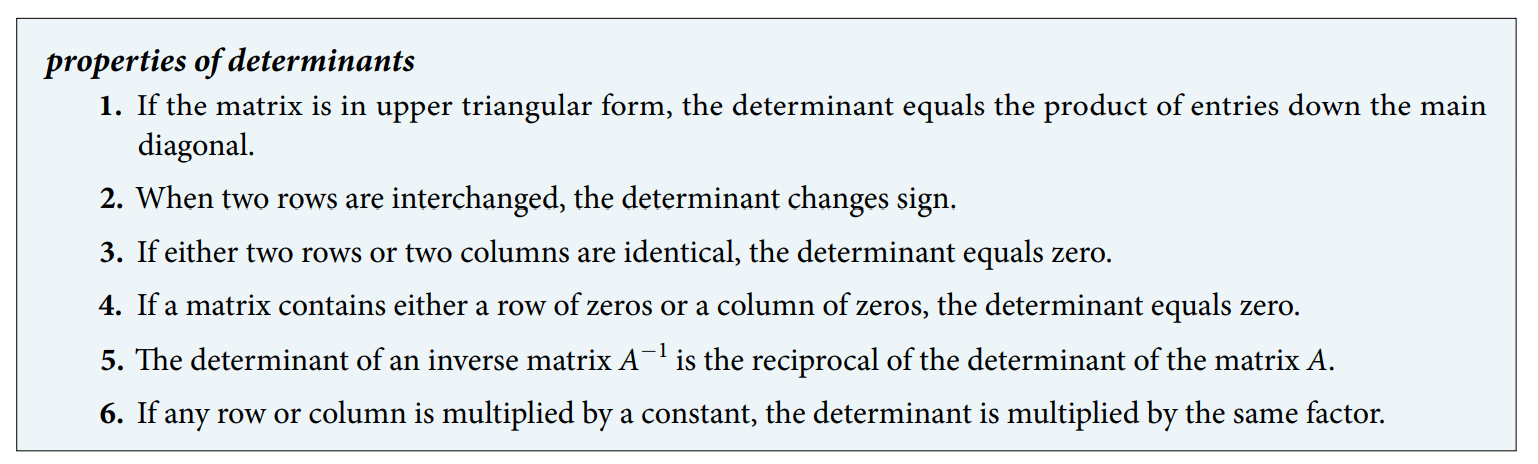 properties of determinants
1. If the matrix is in upper triangular form, the determinant equals the product of entries down the main
diagonal.
2. When two rows are interchanged, the determinant changes sign.
3. If either two rows or two columns are identical, the determinant equals zero.
4. If a matrix contains either a row of zeros or a column of zeros, the determinant equals zero.
5. The determinant of an inverse matrix A⁻¹ is the reciprocal of the determinant of the matrix A.
6. If any row or column is multiplied by a constant, the determinant is multiplied by the same factor.